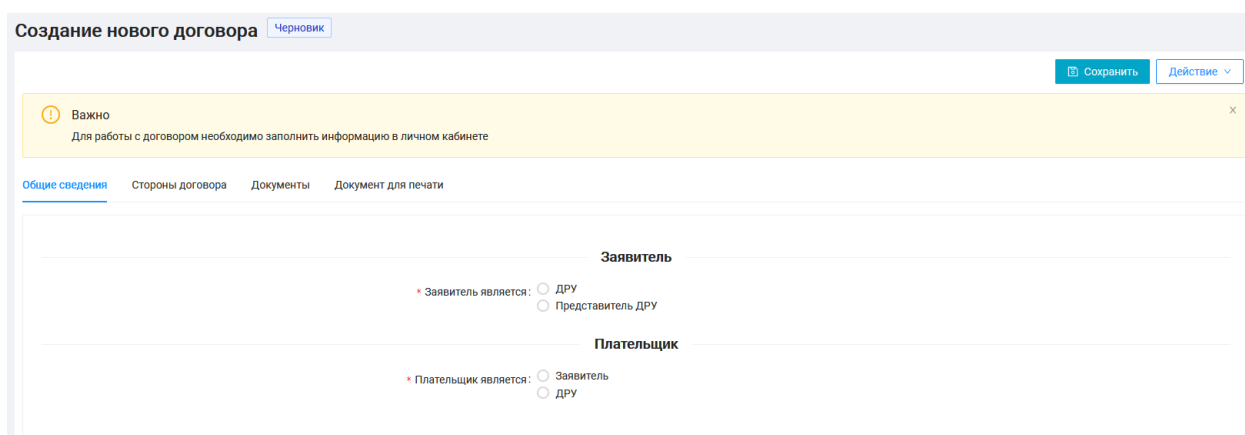 Создание нового договора Черновик
Сохранить Действие
Важно
Для работы с договором необходимо заполнить информацию в личном кабинете
Общие сведения Стороны договора Документы Документ для печати
Заявитель
* Заявитель является: ДРУ
Представитель ДРУ
Плательщик
* Плательщик является: Заявитель
ДРУ